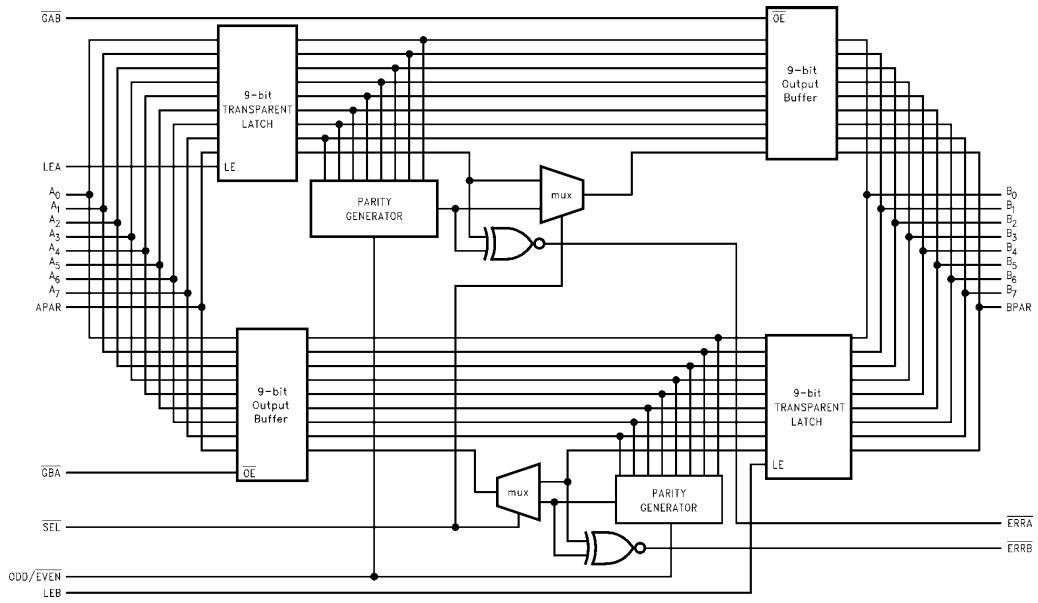 GAB
OE
9-bit
Output
Buffer
9-bit
TRANSPARENT
LATCH
LE
LEA
A0
A1
A2
A3
A4
A5
A6
A7
APAR
PARITY
GENERATOR
mux
B0
B1
B2
B3
B4
B5
B6
B7
BPAR
9-bit
Output
Buffer
OE
9-bit
TRANSPARENT
LATCH
LE
GBA
mux
PARITY
GENERATOR
SEL
ERRA
ERRB
ODD/EVEN
LEB